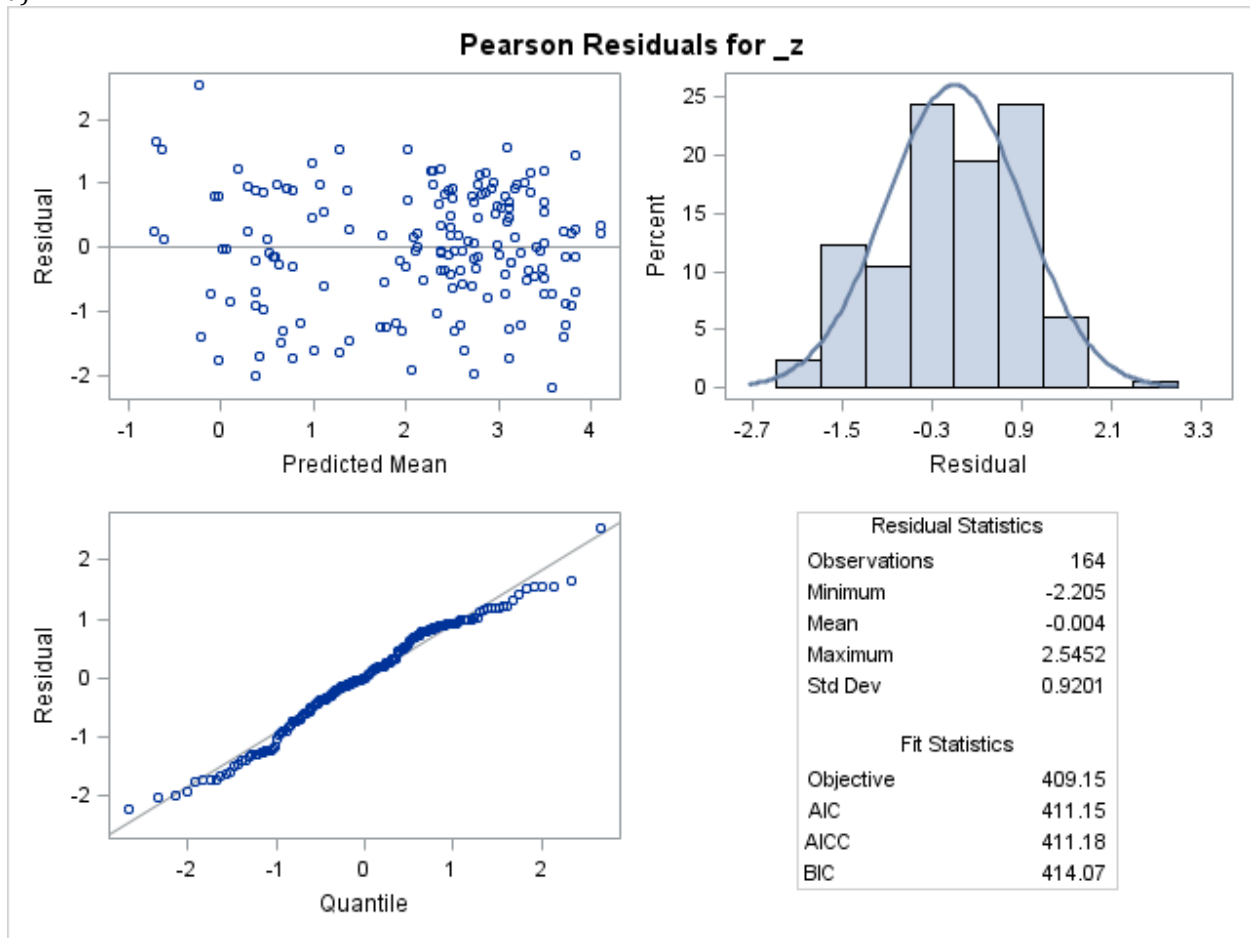 Pearson Residuals for _z
2
1
0
-1
-2
Residual
-1 0 1 2 3 4
Predicted Mean
25
20
15
10
5
0
Percent
-2.7 -1.5 -0.3 0.9 2.1 3.3
Residual
2
1
0
-1
-2
Residual
-2 -1 0 1 2
Quantile
Residual Statistics
Observations 164
Minimum -2.205
Mean -0.004
Maximum 2.5452
Std Dev 0.9201
Fit Statistics
Objective 409.15
AIC 411.15
AICC 411.18
BIC 414.07